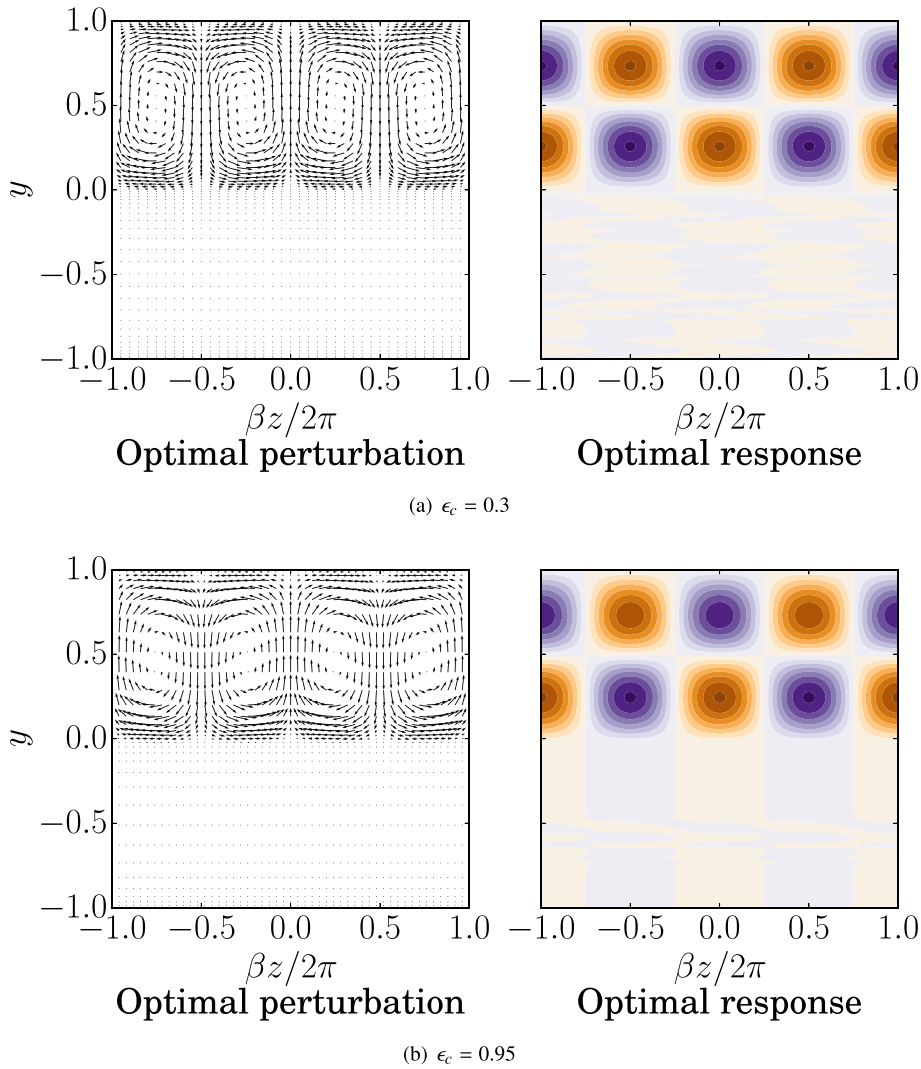 1.0
0.5
0.0
−0.5
−1.0
y
−1.0 −0.5 0.0 0.5 1.0 −1.0 −0.5 0.0 0.5 1.0
βz/2π βz/2π
Optimal perturbation Optimal response
(a) ϵc = 0.3
1.0
0.5
0.0
−0.5
−1.0
y
−1.0 −0.5 0.0 0.5 1.0 −1.0 −0.5 0.0 0.5 1.0
βz/2π βz/2π
Optimal perturbation Optimal response
(b) ϵc = 0.95